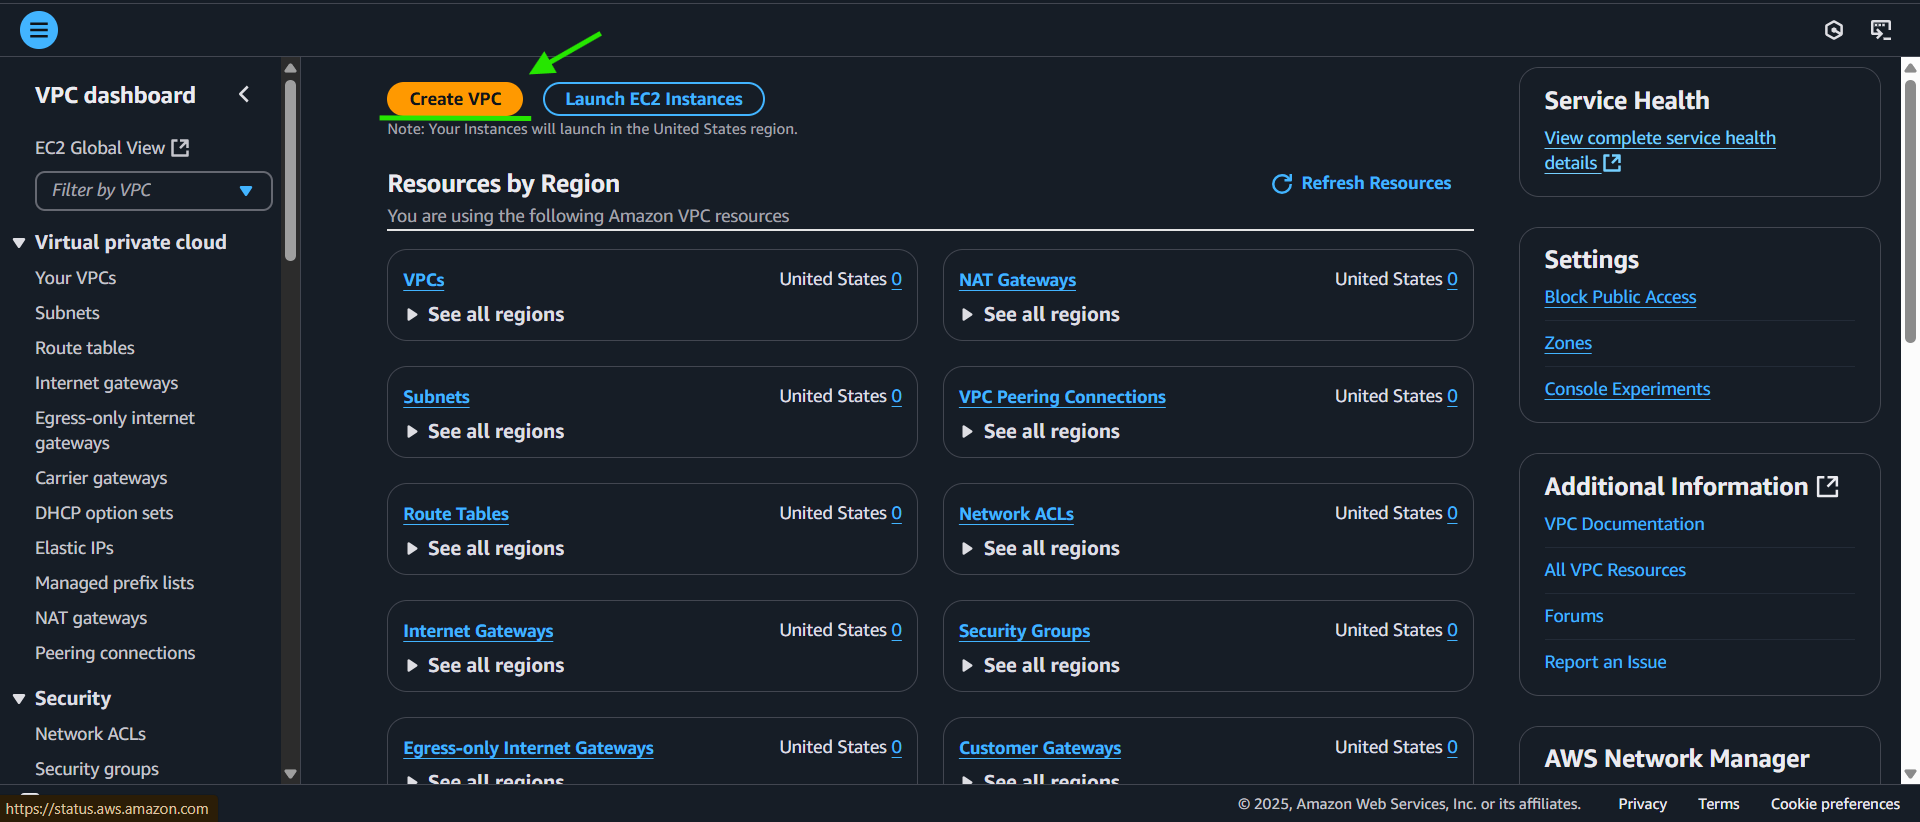 VPC dashboard
EC2 Global View
Filter by VPC
Virtual private cloud
Your VPCs
Subnets
Route tables
Internet gateways
Egress-only internet
gateways
Carrier gateways
DHCP option sets
Elastic IPs
Managed prefix lists
NAT gateways
Peering connections
Security
Network ACLs
Security groups
Create VPC
Launch EC2 Instances
Note: Your Instances will launch in the United States region.
Resources by Region
Refresh Resources
You are using the following Amazon VPC resources
VPCs United States 0
See all regions
NAT Gateways United States 0
See all regions
Subnets United States 0
See all regions
VPC Peering Connections United States 0
See all regions
Route Tables United States 0
See all regions
Network ACLs United States 0
See all regions
Internet Gateways United States 0
See all regions
Security Groups United States 0
See all regions
Egress-only Internet Gateways United States 0
See all regions
Customer Gateways United States 0
See all regions
Service Health
View complete service health
details
Settings
Block Public Access
Zones
Console Experiments
Additional Information
VPC Documentation
All VPC Resources
Forums
Report an Issue
AWS Network Manager
https://status.aws.amazon.com
© 2025, Amazon Web Services, Inc. or its affiliates. Privacy Terms Cookie preferences